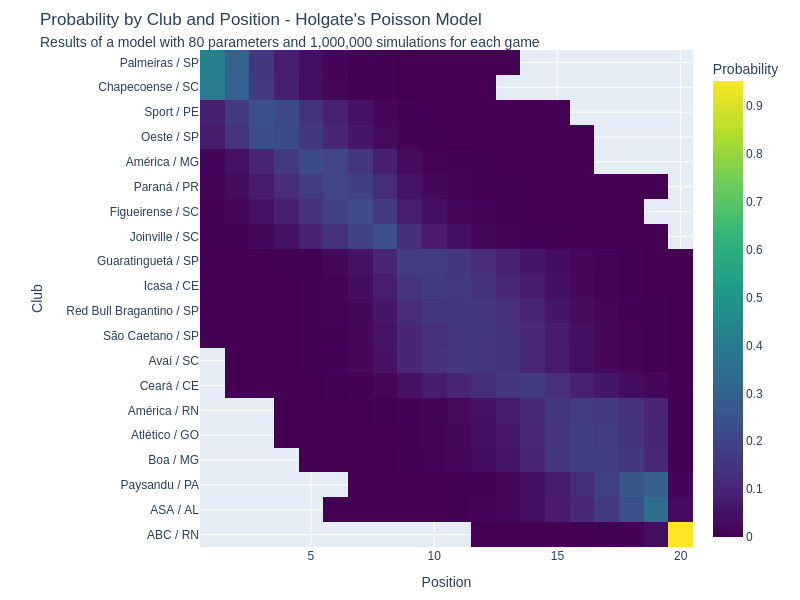 Probability by Club and Position - Holgate's Poisson Model
Results of a model with 80 parameters and 1,000,000 simulations for each game
Probability
Palmeiras / SP
Chapecoense / SC
Sport / PE
Oeste / SP
América / MG
Paraná / PR
Figueirense / SC
Joinville / SC
Guaratinguetá / SP
Icasa / CE
Red Bull Bragantino / SP
São Caetano / SP
Avaí / SC
Ceará / CE
América / RN
Atlético / GO
Boa / MG
Paysandu / PA
ASA / AL
ABC / RN
Club
5
10
15
20
Position
0.9
0.8
0.7
0.6
0.5
0.4
0.3
0.2
0.1
0